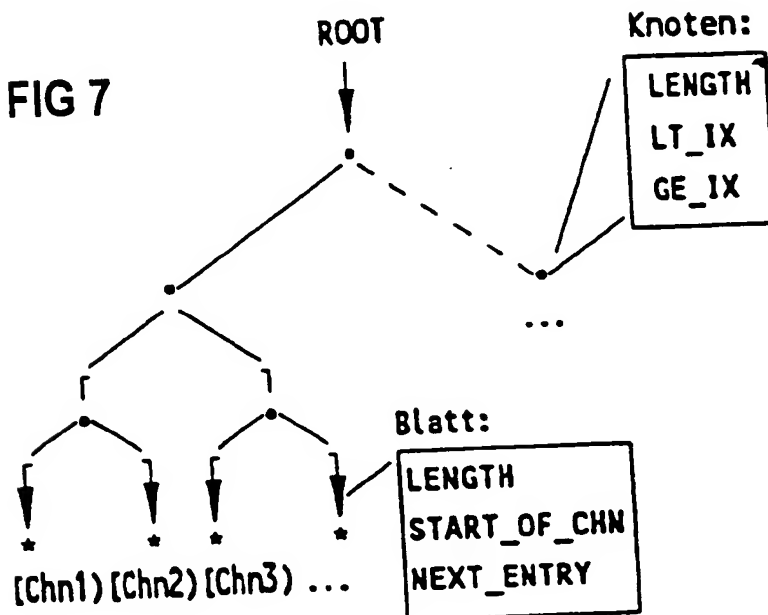 ROOT
FIG 7
Knoten:
LENGTH
LT_IX
GE_IX
...
Blatt:
LENGTH
START_OF_CHN
NEXT_ENTRY
* * * *
[Chn1) [Chn2) [Chn3) ...